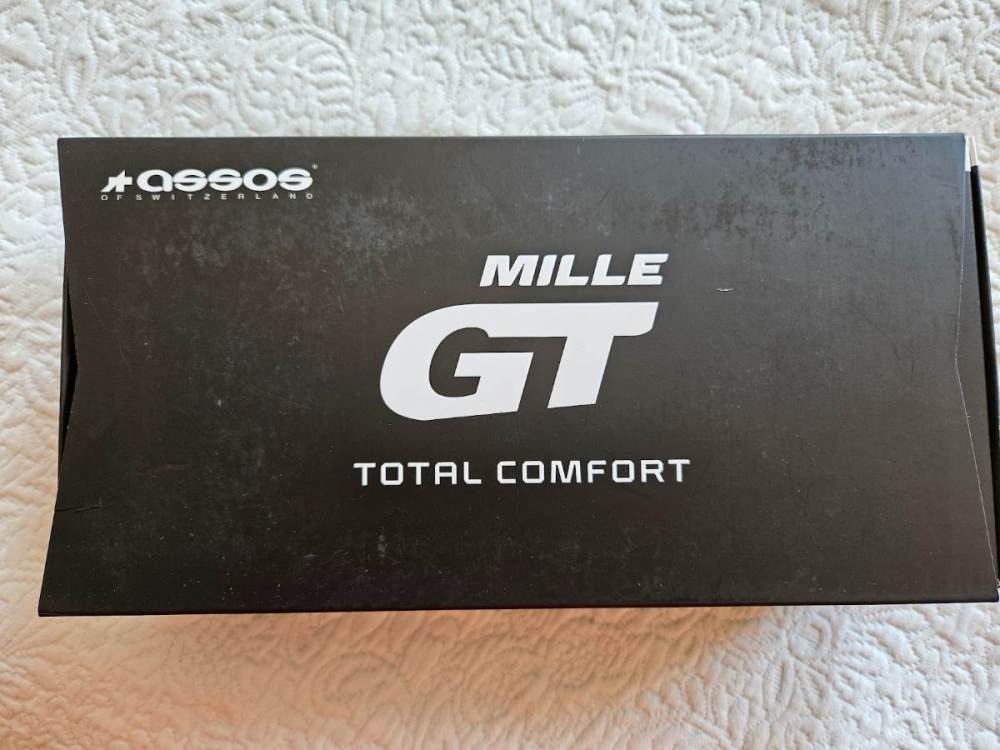 assos
OF SWITZERLAND
MILLE
GT
TOTAL COMFORT